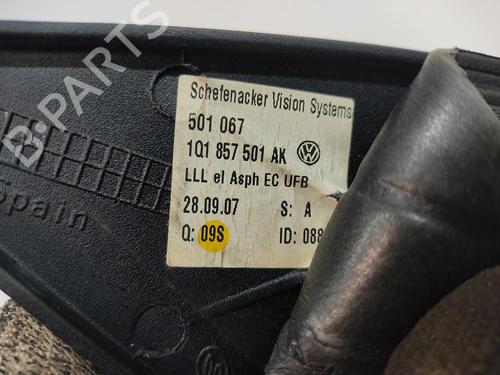 B-Parts
Schefenacker Vision Systems
501 067
1Q1 857 501 AK
LLL el Asph EC UFB
28.09.07 S: A
Q: 09S ID: 088
Spain